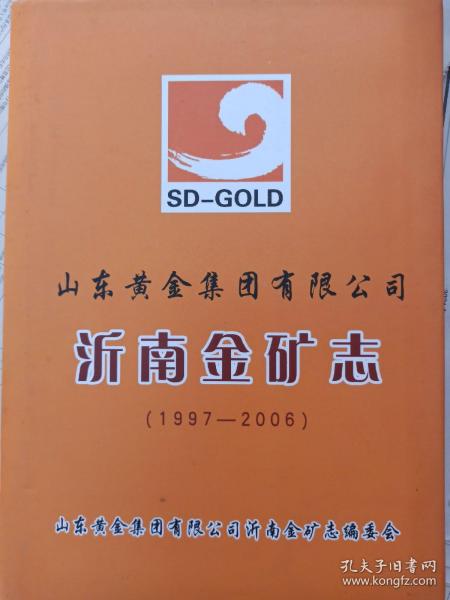 SD-GOLD
山东黄金集团有限公司
沂南金矿志
(1997—2006)
山东黄金集团有限公司沂南金矿志编委会
孔夫子旧书网
www.kongfz.com